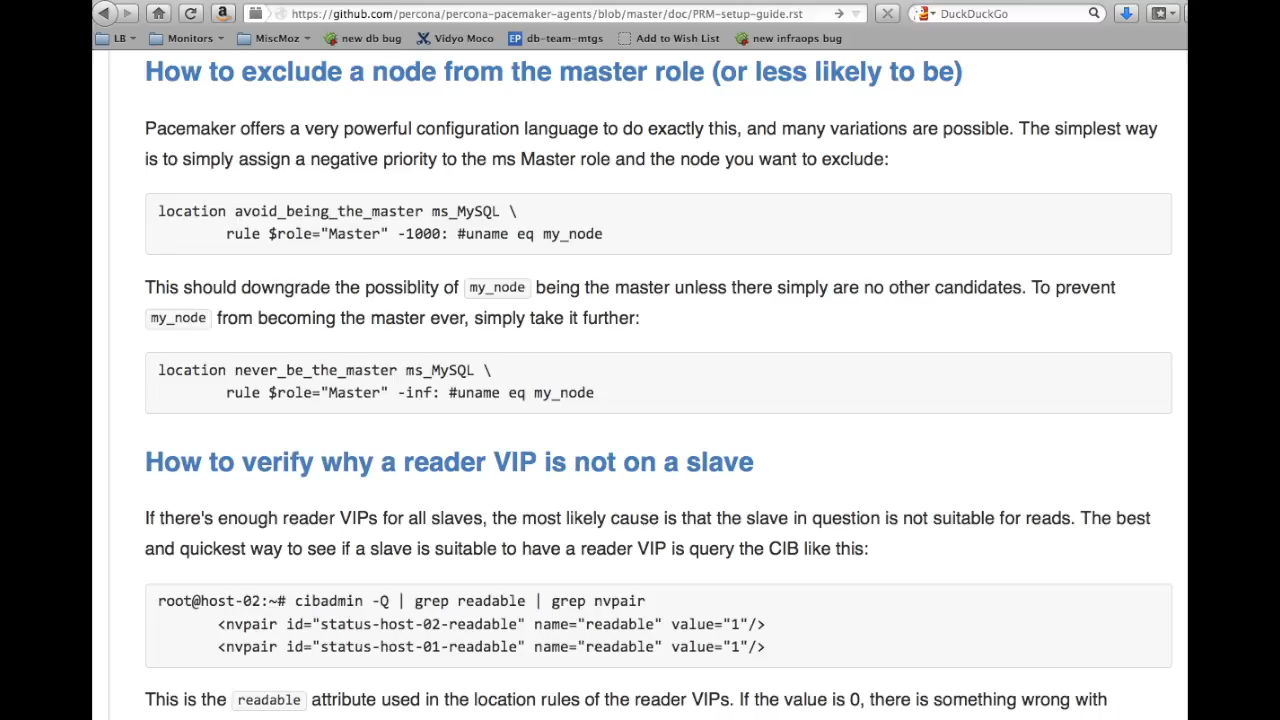 https://github.com/percona/percona-pacemaker-agents/blob/master/doc/PRM-setup-guide.rst
DuckDuckGo
LB
Monitors
MiscMoz
new db bug
Vidyo Moco
EP db-team-mtgs
Add to Wish List
new infraops bug
How to exclude a node from the master role (or less likely to be)
Pacemaker offers a very powerful configuration language to do exactly this, and many variations are possible. The simplest way
is to simply assign a negative priority to the ms Master role and the node you want to exclude:
location avoid_being_the_master ms_MySQL \
rule $role="Master" -1000: #uname eq my_node
This should downgrade the possiblity of my_node being the master unless there simply are no other candidates. To prevent
my_node from becoming the master ever, simply take it further:
location never_be_the_master ms_MySQL \
rule $role="Master" -inf: #uname eq my_node
How to verify why a reader VIP is not on a slave
If there's enough reader VIPs for all slaves, the most likely cause is that the slave in question is not suitable for reads. The best
and quickest way to see if a slave is suitable to have a reader VIP is query the CIB like this:
root@host-02:~# cibadmin -Q | grep readable | grep nvpair
<nvpair id="status-host-02-readable" name="readable" value="1"/>
<nvpair id="status-host-01-readable" name="readable" value="1"/>
This is the readable attribute used in the location rules of the reader VIPs. If the value is 0, there is something wrong with